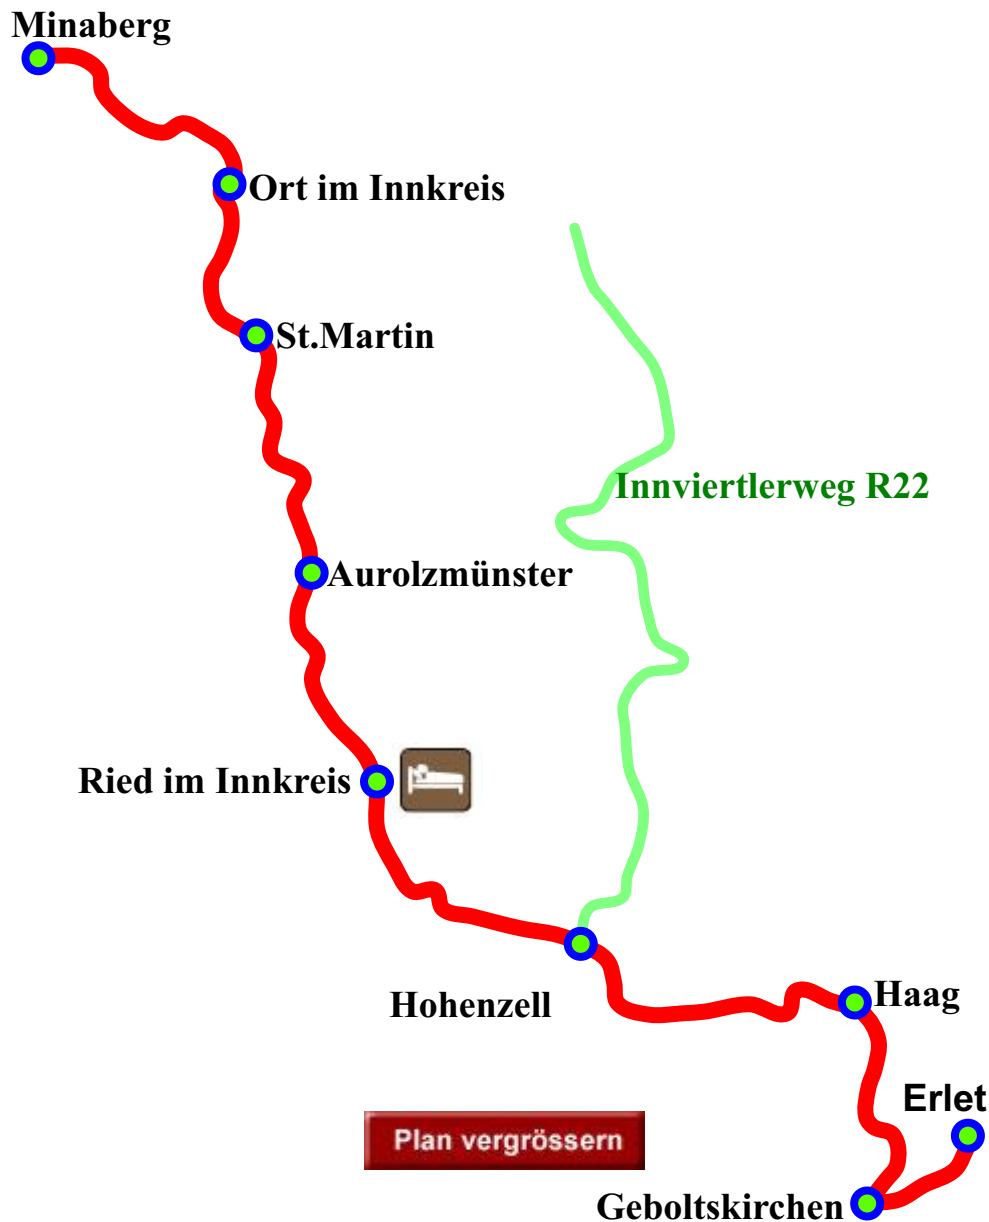 Minaberg
Ort im Innkreis
St.Martin
Innviertlerweg R22
Aurolzmünster
Ried im Innkreis
Hohenzell
Haag
Erlet
Plan vergrössern
Geboltskirchen